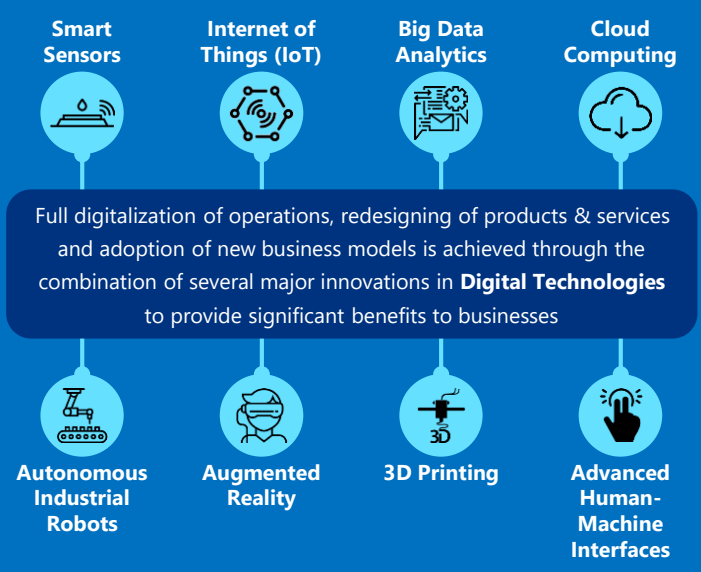 Smart
Sensors
Internet of
Things (IoT)
Big Data
Analytics
Cloud
Computing
Full digitalization of operations, redesigning of products & services
and adoption of new business models is achieved through the
combination of several major innovations in Digital Technologies
to provide significant benefits to businesses
3D
Autonomous
Industrial
Robots
Augmented
Reality
3D Printing
Advanced
Human-
Machine
Interfaces